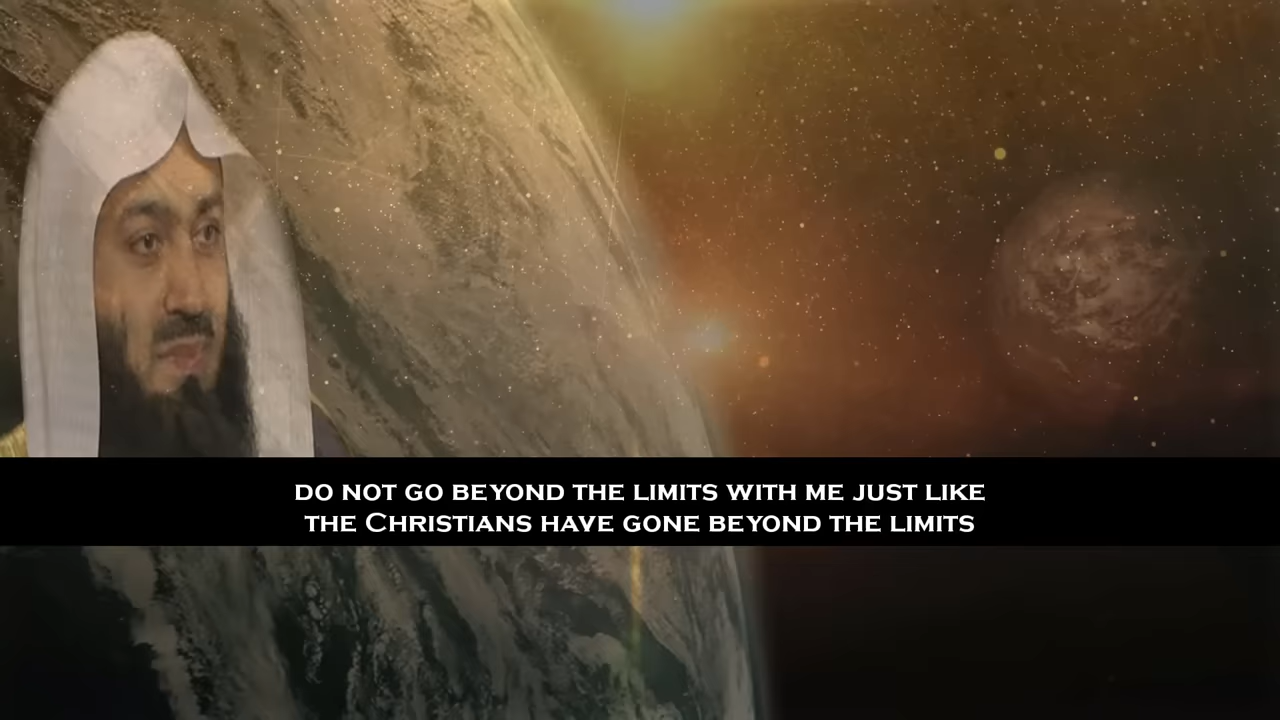 DO NOT GO BEYOND THE LIMITS WITH ME JUST LIKE
THE CHRISTIANS HAVE GONE BEYOND THE LIMITS